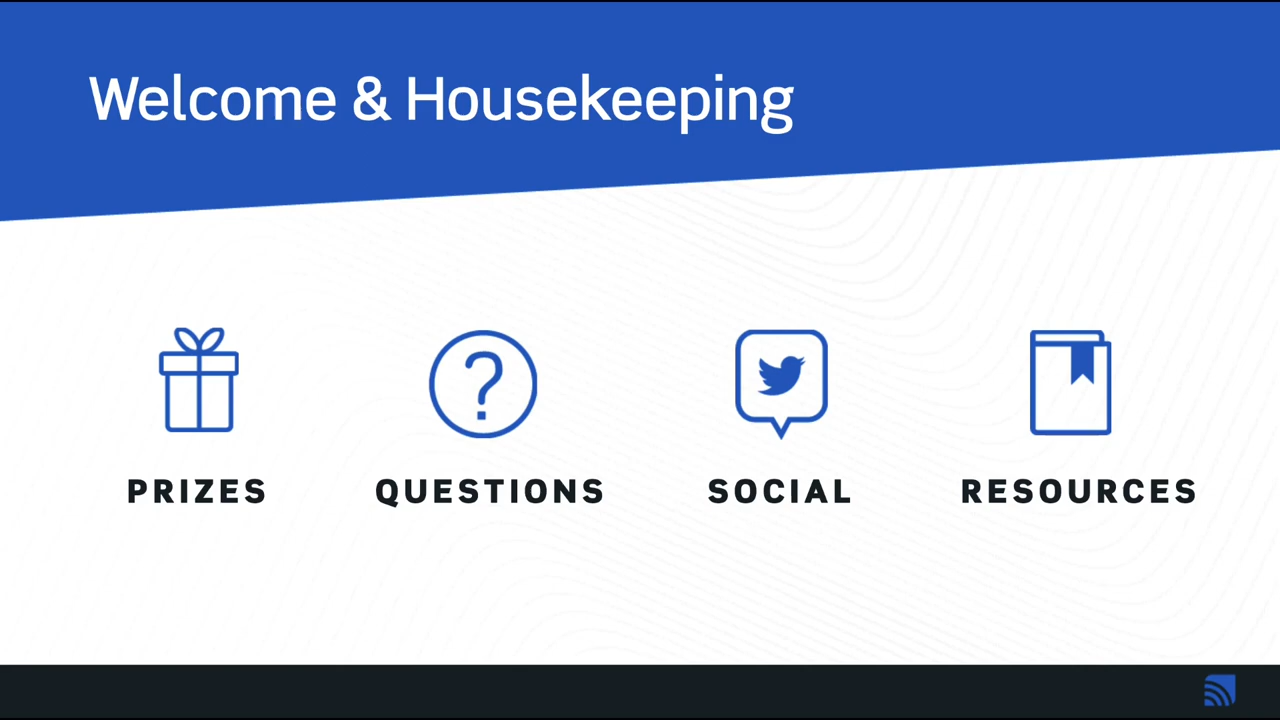 Welcome & Housekeeping
PRIZES
QUESTIONS
SOCIAL
RESOURCES